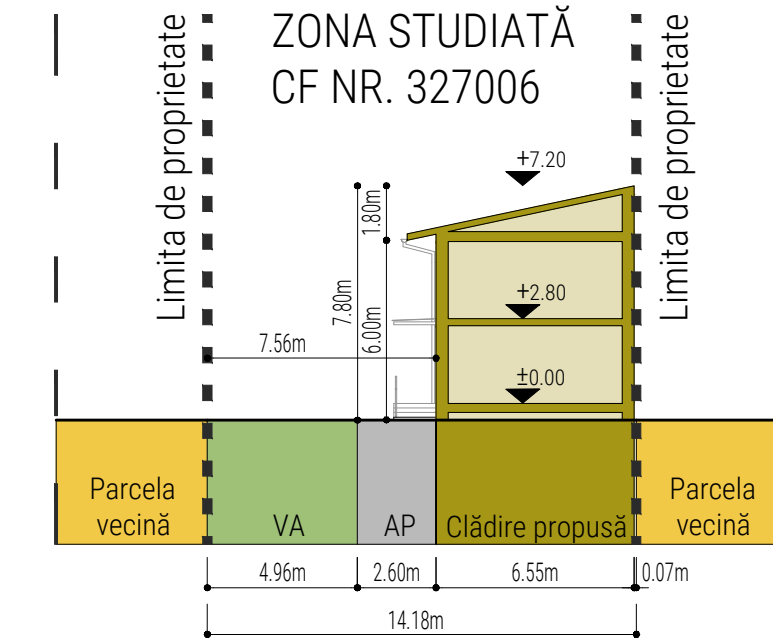 ZONA STUDIATĂ
CF NR. 327006
Limita de proprietate
Limita de proprietate
+7.20
1.80m
7.80m
6.00m
+2.80
7.56m
±0.00
Parcela
vecină
VA
AP
Clădire propusă
Parcela
vecină
4.96m
2.60m
6.55m
0.07m
14.18m